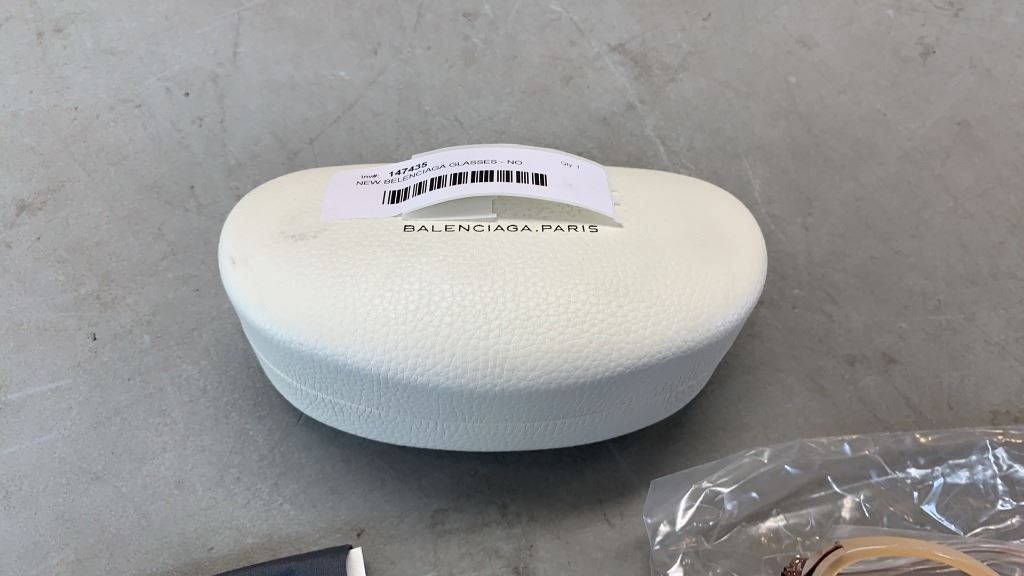 Inv#: 147435 Qty 1
NEW BELENCIAGA GLASSES - NO
BALENCIAGA.PARIS